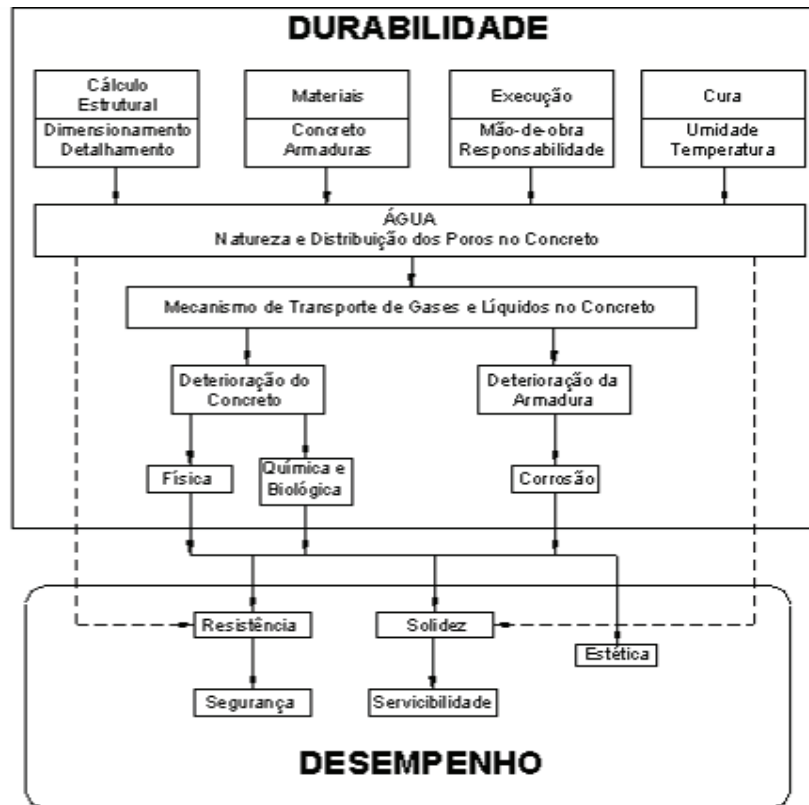 DURABILIDADE
Cálculo
Estrutural
Dimensionamento
Detalhamento
Materiais
Concreto
Armaduras
Execução
Mão-de-obra
Responsabilidade
Cura
Umidade
Temperatura
ÁGUA
Natureza e Distribuição dos Poros no Concreto
Mecanismo de Transporte de Gases e Líquidos no Concreto
Deterioração do
Concreto
Deterioração da
Armadura
Física
Química e
Biológica
Corrosão
Resistência
Solidez
Estética
Segurança
Servicibilidade
DESEMPENHO